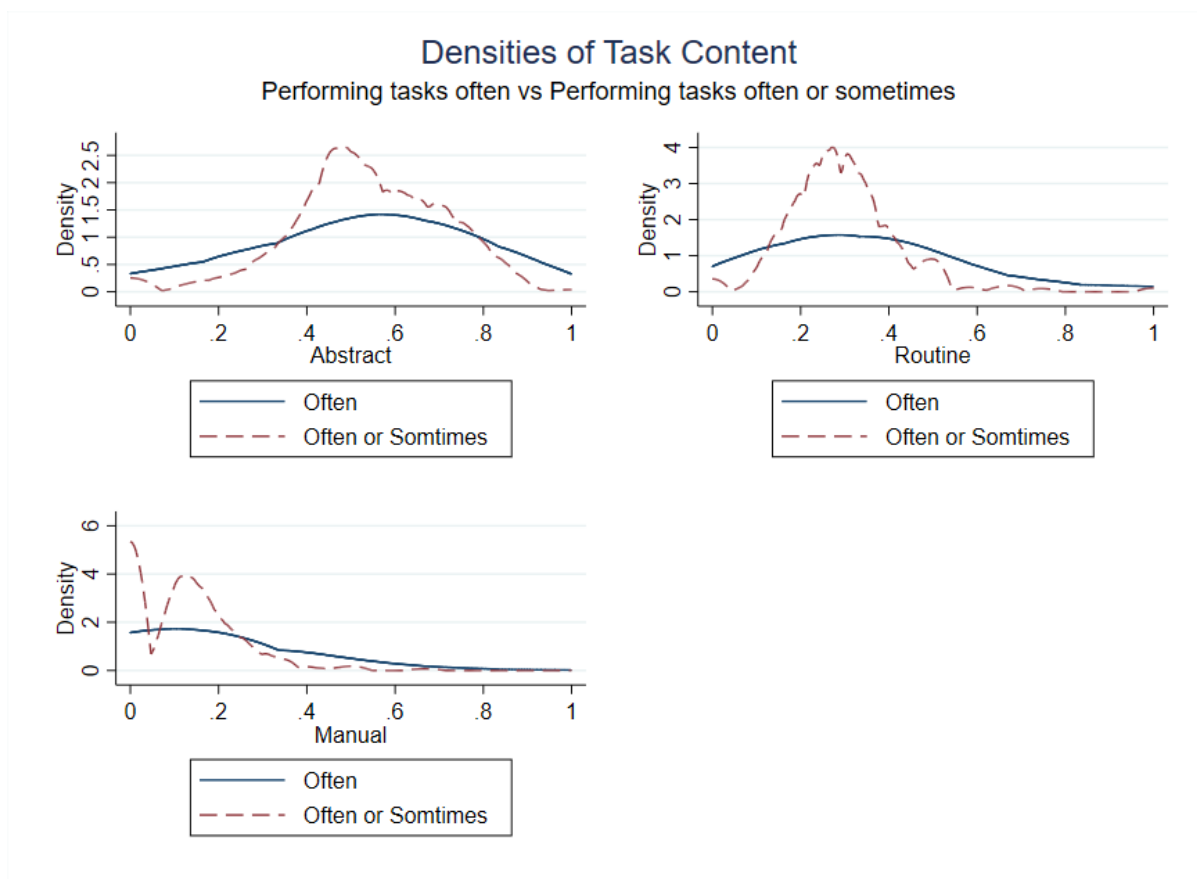 Densities of Task Content
Performing tasks often vs Performing tasks often or sometimes
Density
0 .5 1 1.5 2 2.5
0 .2 .4 .6 .8 1
Abstract
Often
Often or Somtimes
Density
0 1 2 3 4
0 .2 .4 .6 .8 1
Routine
Often
Often or Somtimes
Density
0 2 4 6
0 .2 .4 .6 .8 1
Manual
Often
Often or Somtimes